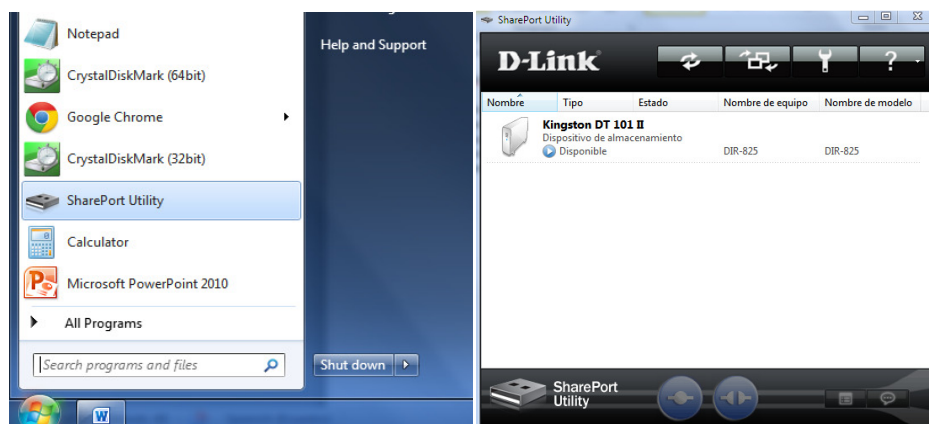 Notepad
Help and Support
CrystalDiskMark (64bit)
Google Chrome
CrystalDiskMark (32bit)
SharePort Utility
Calculator
Microsoft PowerPoint 2010
All Programs
Search programs and files
Shut down
SharePort Utility
D-Link
?
Nombre Tipo Estado Nombre de equipo Nombre de modelo
Kingston DT 101 II
Dispositivo de almacenamiento
Disponible DIR-825 DIR-825
SharePort
Utility